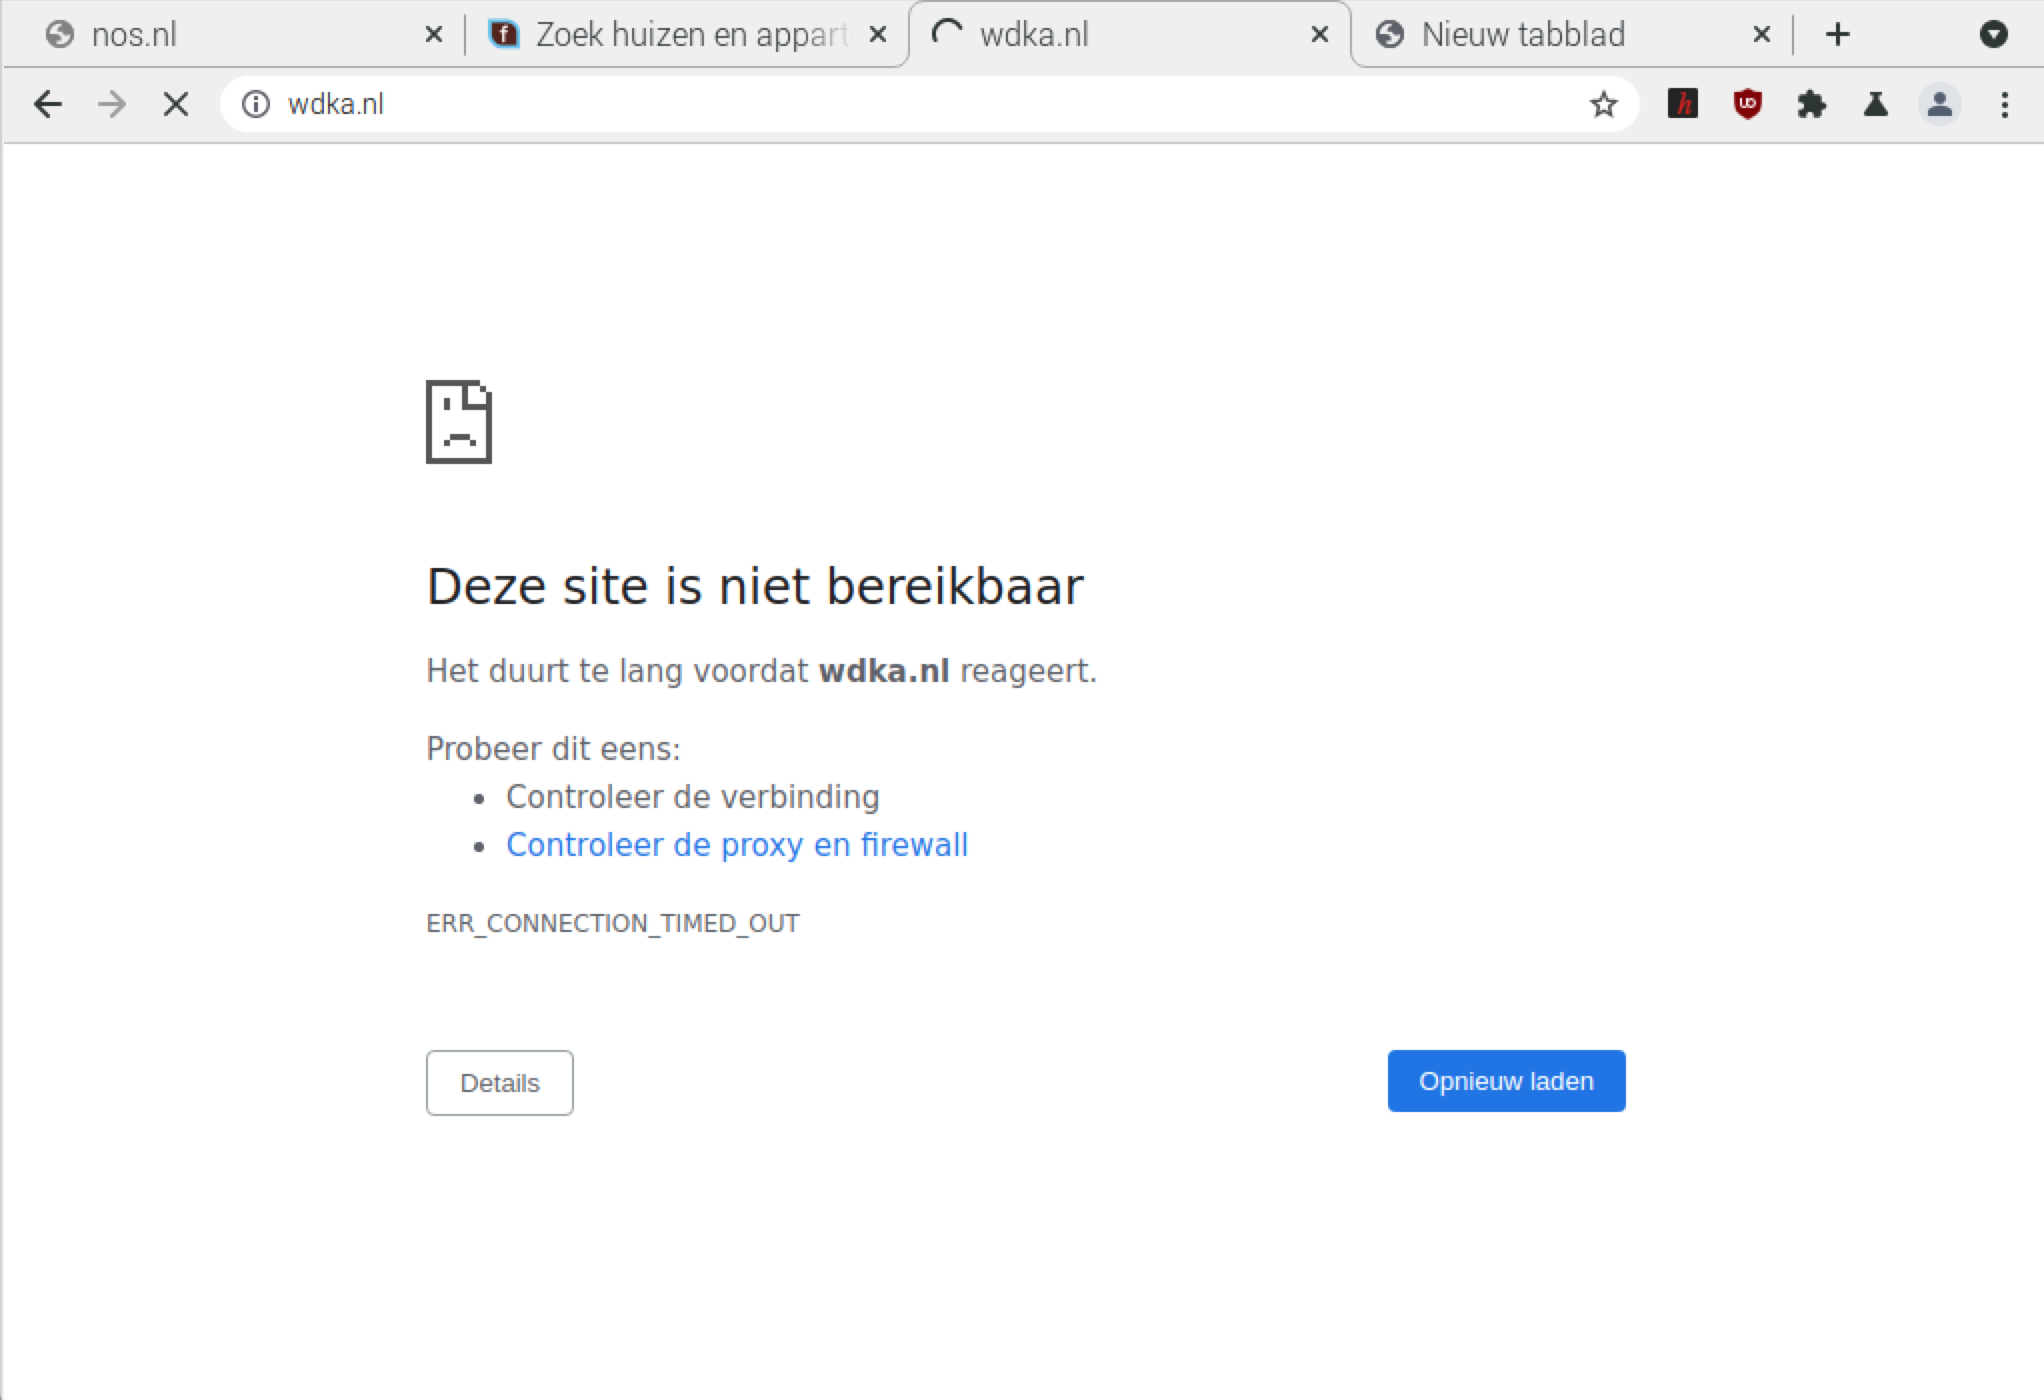 nos.nl
Zoek huizen en appart
wdka.nl
Nieuw tabblad
wdka.nl
Deze site is niet bereikbaar
Het duurt te lang voordat wdka.nl reageert.
Probeer dit eens:
Controleer de verbinding
Controleer de proxy en firewall
ERR_CONNECTION_TIMED_OUT
Details
Opnieuw laden